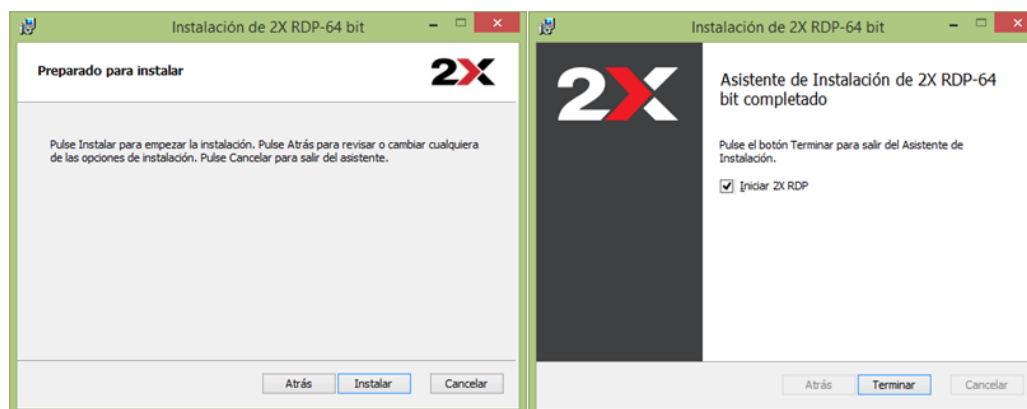 Instalación de 2X RDP-64 bit
Preparado para instalar
2X
Pulse Instalar para empezar la instalación. Pulse Atrás para revisar o cambiar cualquiera
de las opciones de instalación. Pulse Cancelar para salir del asistente.
Atrás
Instalar
Cancelar
Instalación de 2X RDP-64 bit
2X
Asistente de Instalación de 2X RDP-64
bit completado
Pulse el botón Terminar para salir del Asistente de
Instalación.
Iniciar 2X RDP
Atrás
Terminar
Cancelar